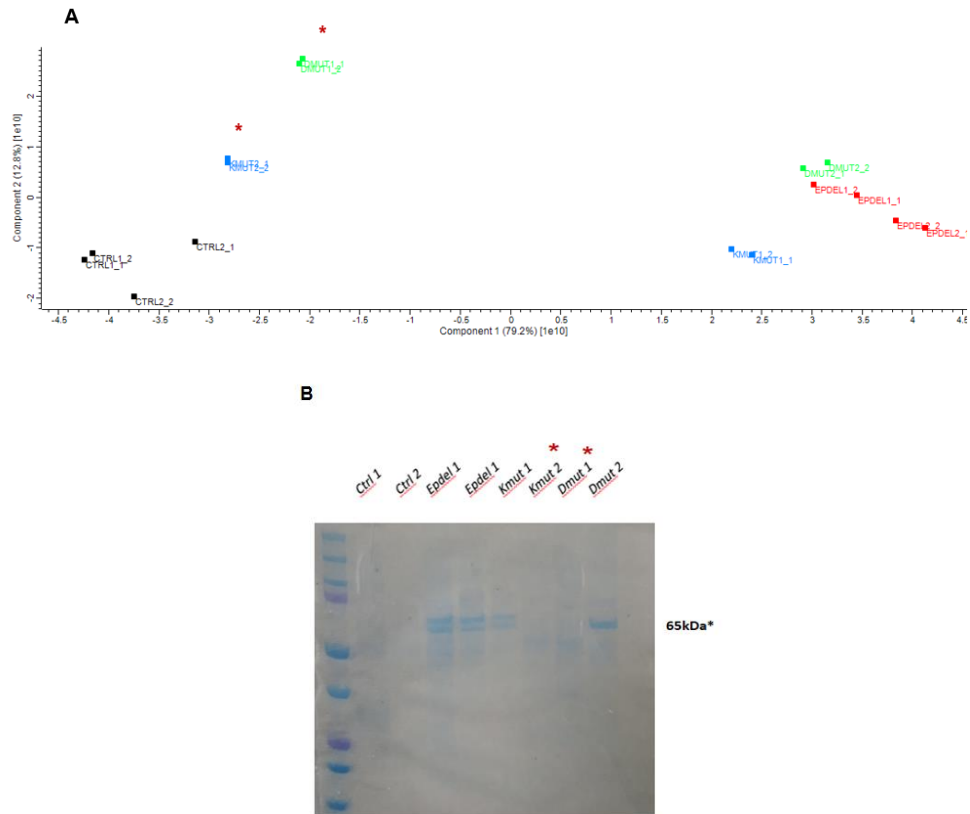 A
*
DMUT1_1
DMUT1_2
*
KMUT2_1
KMUT2_2
DMUT2_2
DMUT2_1
EPDEL1_2
EPDEL1_1
EPDEL2_2
EPDEL2_1
CTRL2_1
CTRL1_2
CTRL1_1
CTRL2_2
KMUT1_2
KMUT1_1
Component 2 (12.8%) [1e10]
2
1
0
-1
-2
-4.5 -4 -3.5 -3 -2.5 -2 -1.5 -1 -0.5 0 0.5 1 1.5 2 2.5 3 3.5 4 4.5
Component 1 (79.2%) [1e10]
B
* *
Ctrl 1 Ctrl 2 Epdel 1 Epdel 1 Kmut 1 Kmut 2 Dmut 1 Dmut 2
65kDa*